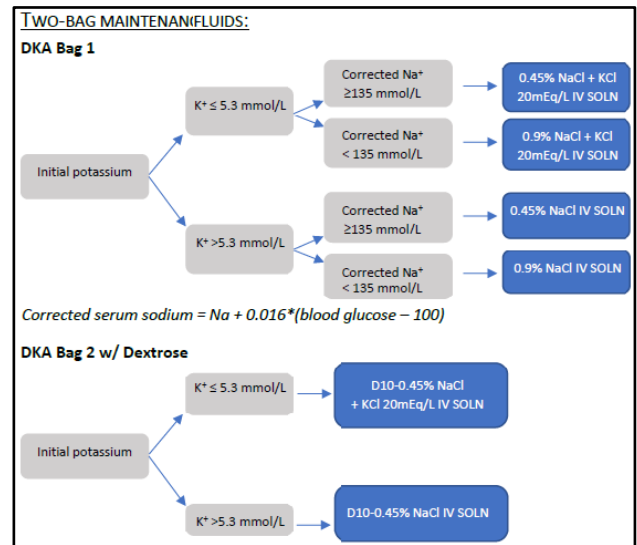 TWO-BAG MAINTENAN(FLUIDS:
DKA Bag 1
Initial potassium
K⁺ ≤ 5.3 mmol/L
Corrected Na⁺
≥135 mmol/L
0.45% NaCl + KCl
20mEq/L IV SOLN
Corrected Na⁺
< 135 mmol/L
0.9% NaCl + KCl
20mEq/L IV SOLN
K⁺ >5.3 mmol/L
Corrected Na⁺
≥135 mmol/L
0.45% NaCl IV SOLN
Corrected Na⁺
< 135 mmol/L
0.9% NaCl IV SOLN
Corrected serum sodium = Na + 0.016*(blood glucose – 100)
DKA Bag 2 w/ Dextrose
Initial potassium
K⁺ ≤ 5.3 mmol/L
D10-0.45% NaCl
+ KCl 20mEq/L IV SOLN
K⁺ >5.3 mmol/L
D10-0.45% NaCl IV SOLN